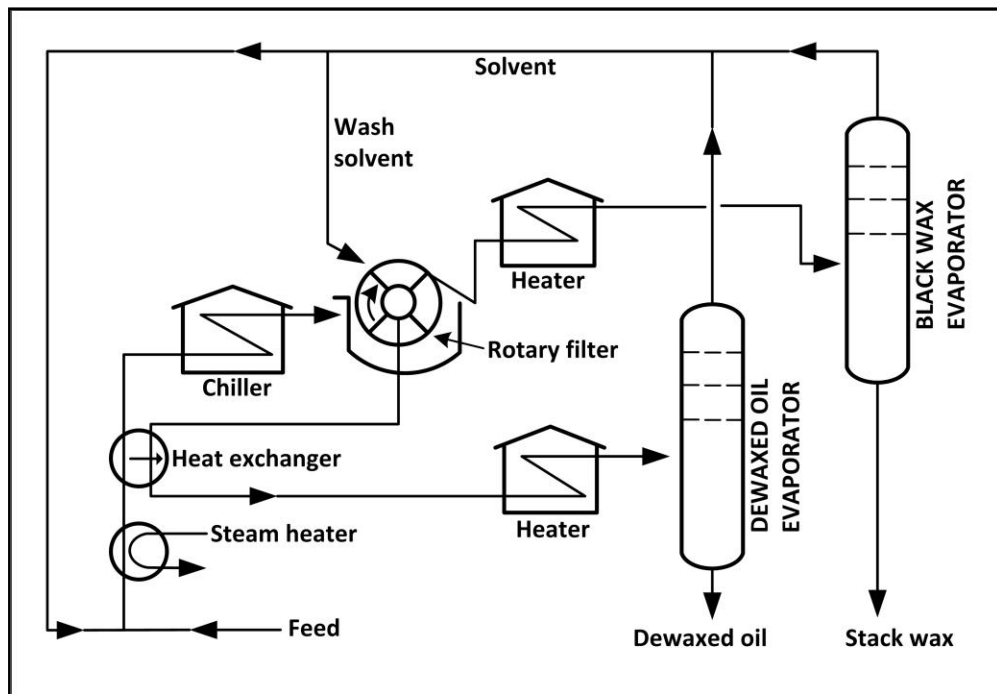 Solvent
Wash
solvent
Heater
BLACK WAX
EVAPORATOR
Rotary filter
Chiller
DEWAXED OIL
EVAPORATOR
Heat exchanger
Heater
Steam heater
Feed
Dewaxed oil
Stack wax